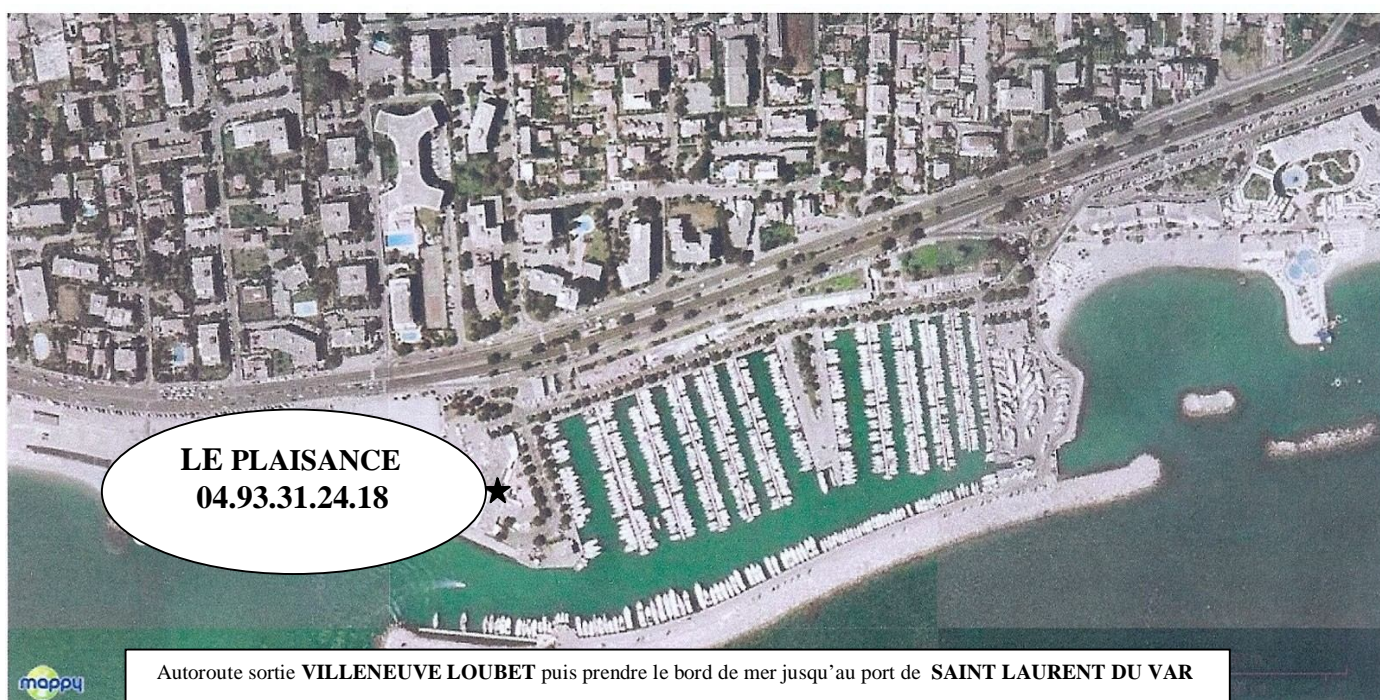 LE PLAISANCE
04.93.31.24.18
mappy
Autoroute sortie VILLENEUVE LOUBET puis prendre le bord de mer jusqu’au port de SAINT LAURENT DU VAR